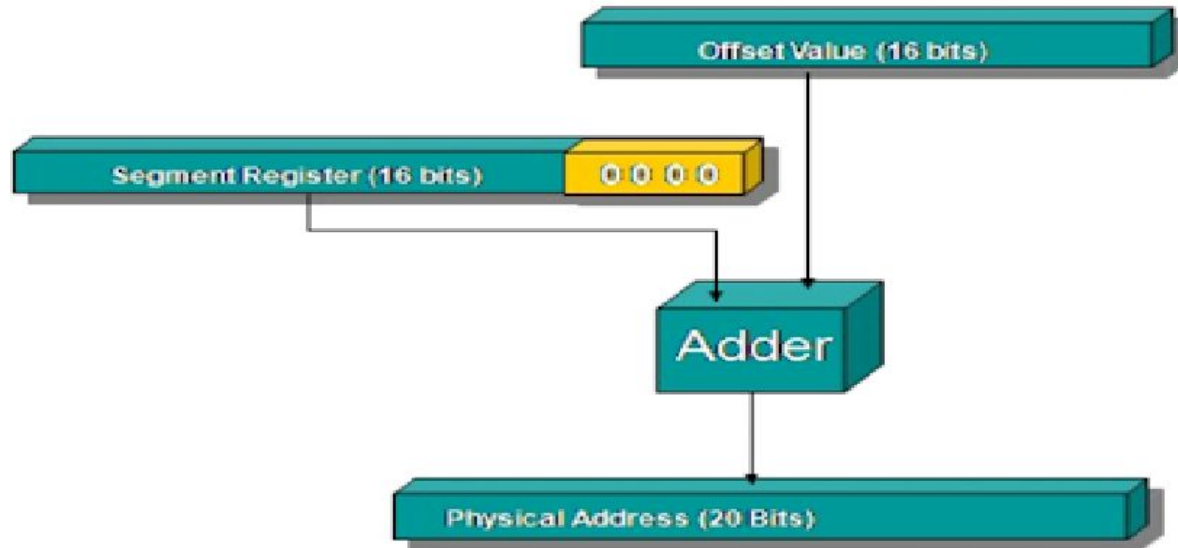 Offset Value (16 bits)
Segment Register (16 bits) 0 0 0 0
Adder
Physical Address (20 Bits)